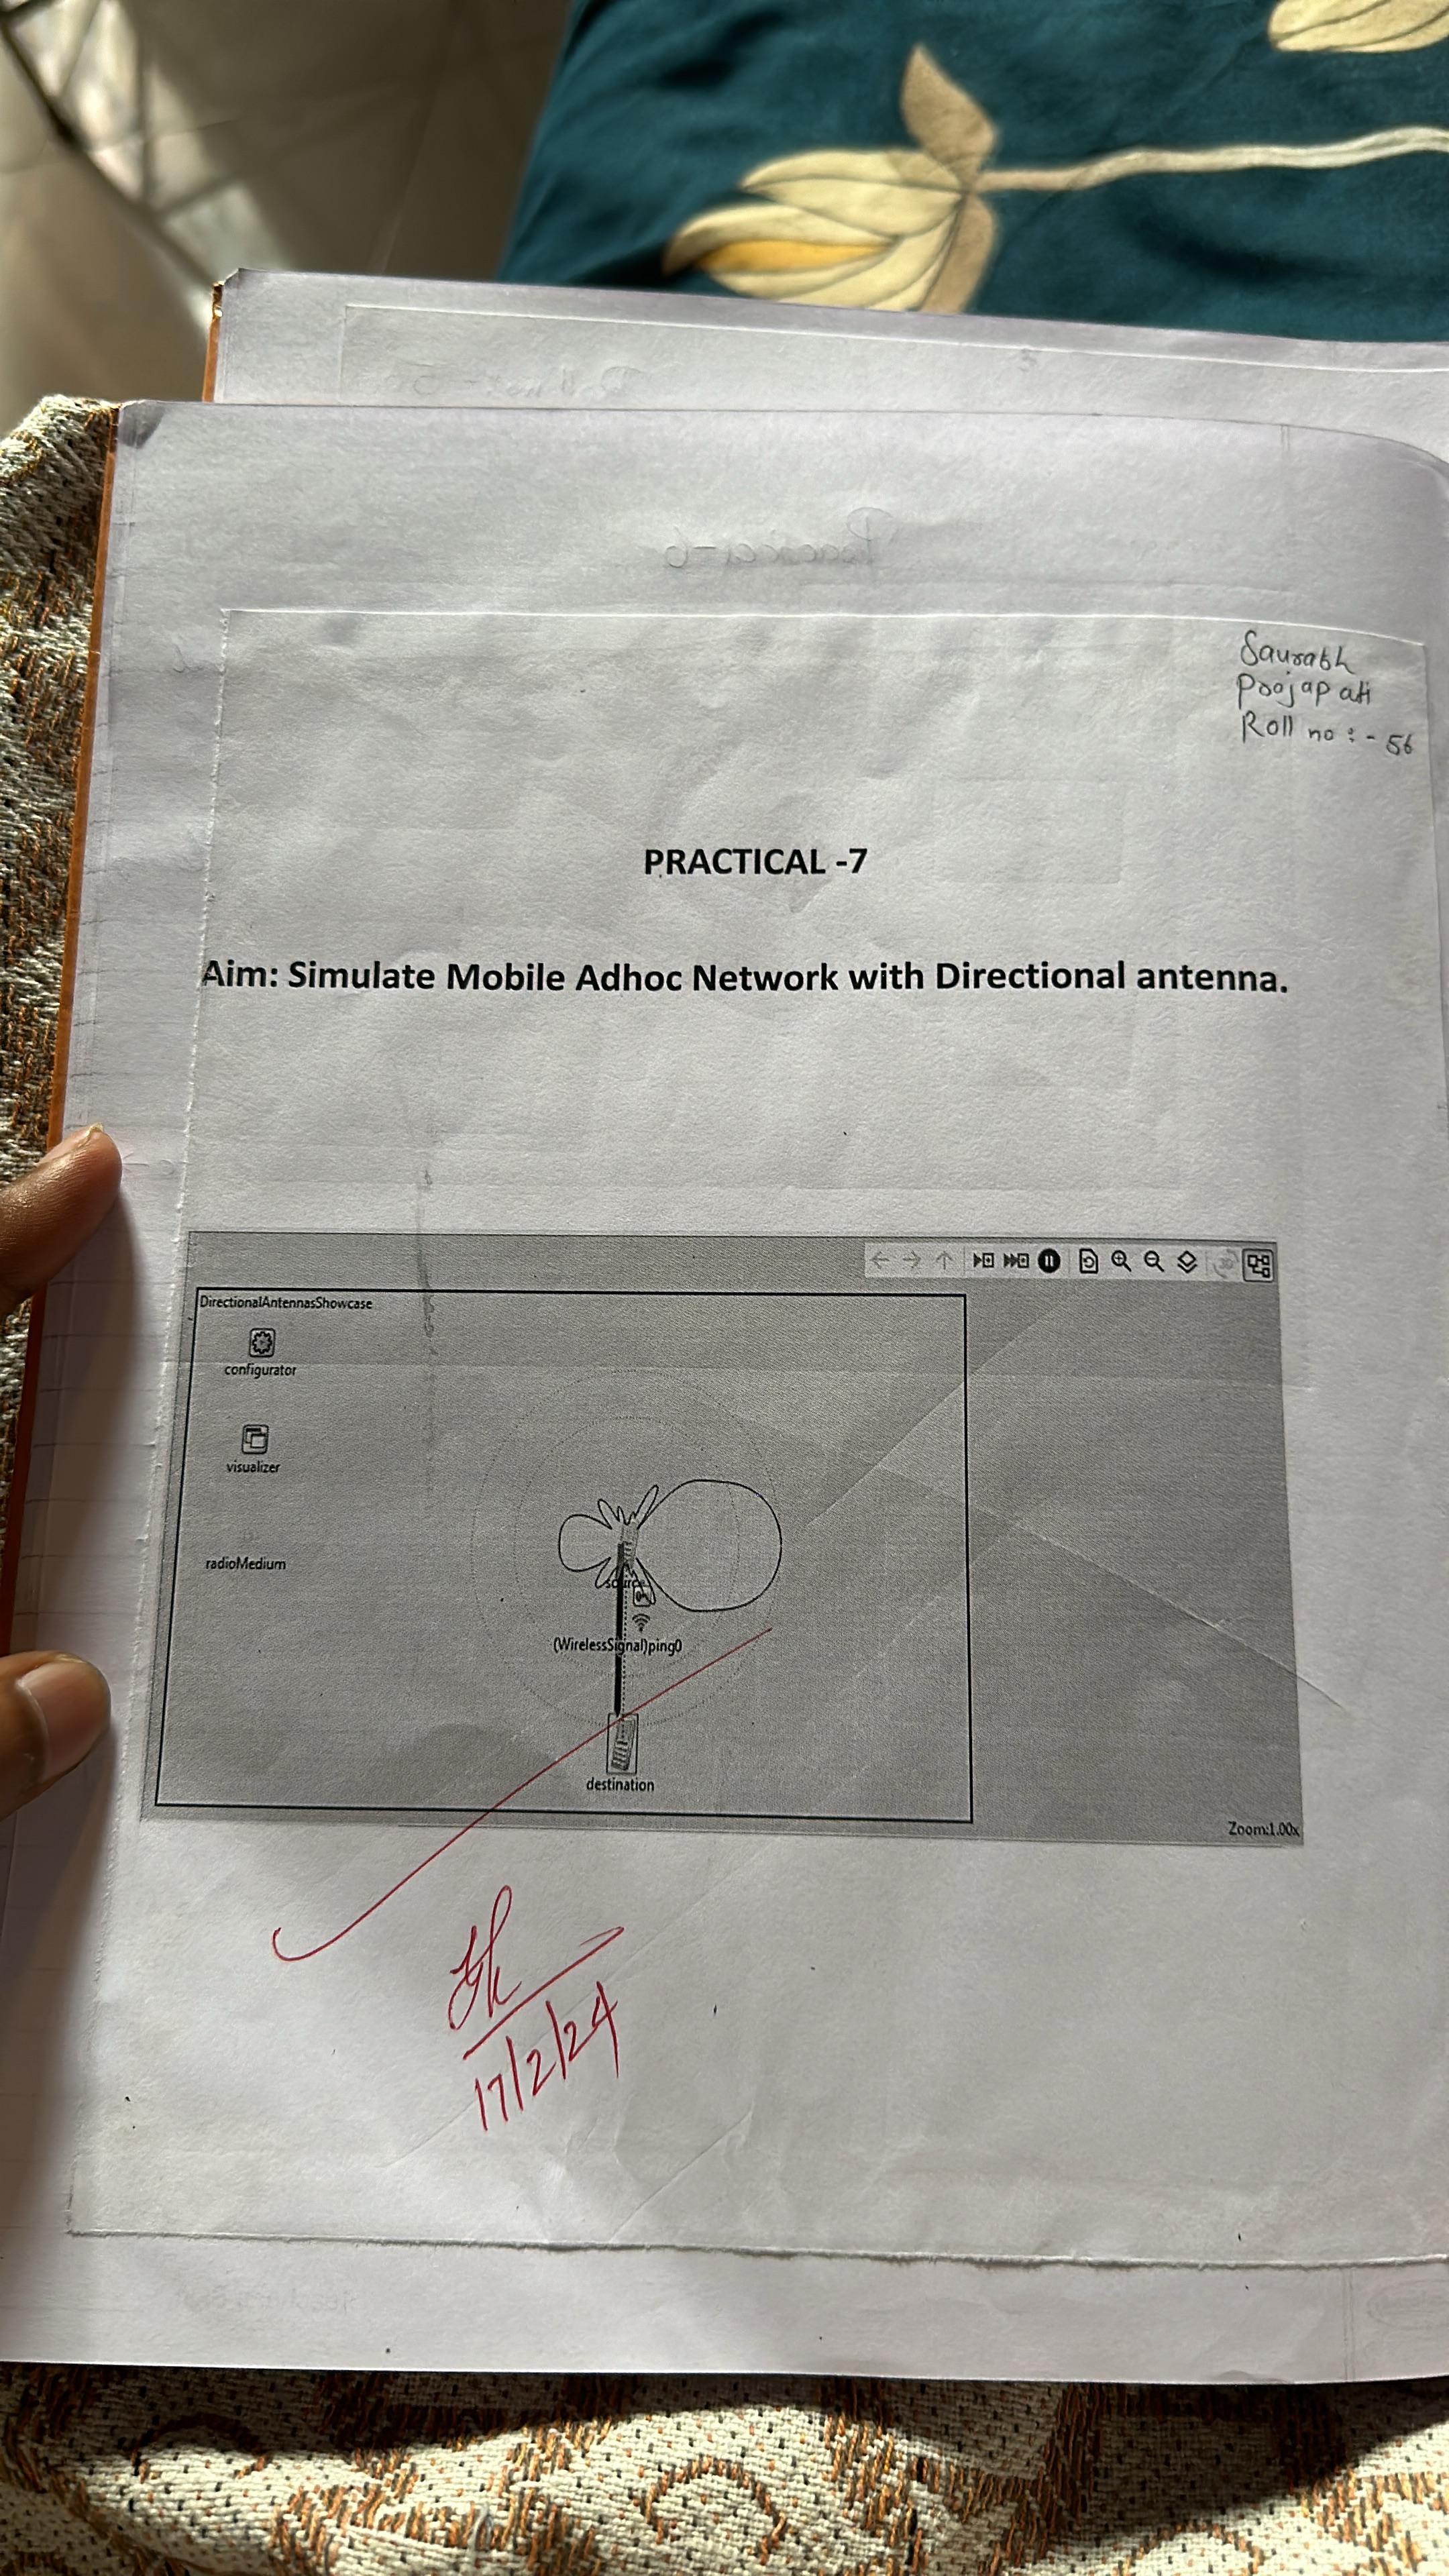 Saurabh
Prajapati
Roll no :- 56
PRACTICAL -7
Aim: Simulate Mobile Adhoc Network with Directional antenna.
DirectionalAntennasShowcase
configurator
visualizer
radioMedium
source
(WirelessSignal)ping0
destination
Zoom:1.00x
17/2/24